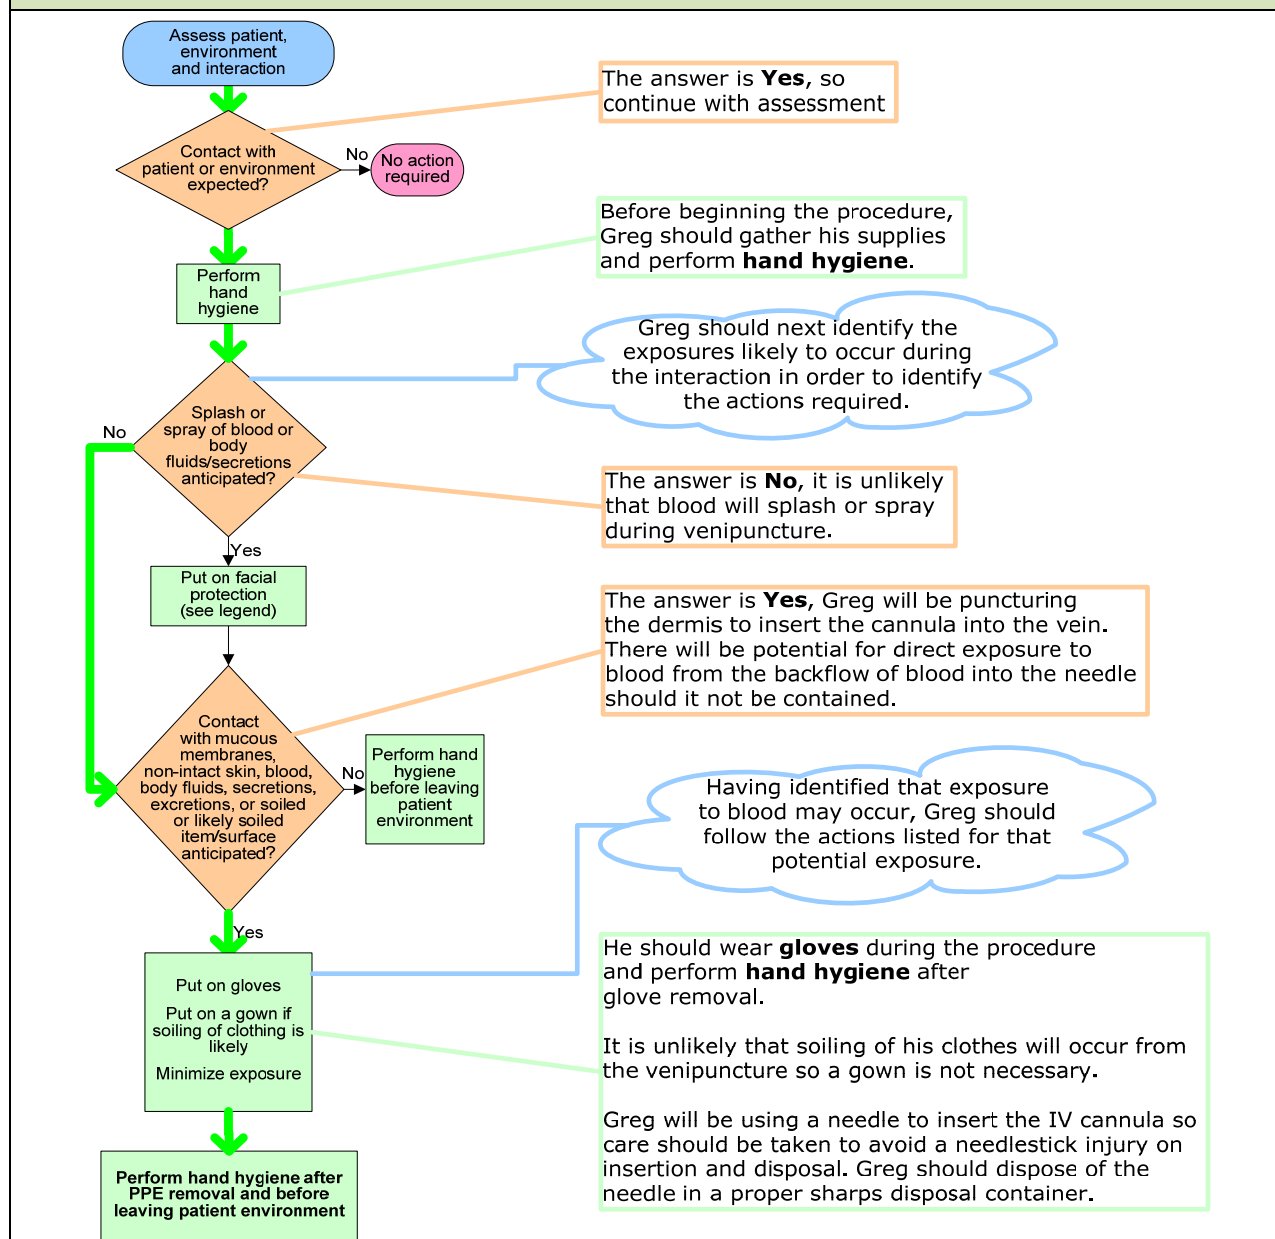 Assess patient,
environment
and interaction
The answer is Yes, so
continue with assessment
Contact with
patient or environment
expected?
No
No action
required
Before beginning the procedure,
Greg should gather his supplies
and perform hand hygiene.
Perform
hand
hygiene
Greg should next identify the
exposures likely to occur during
the interaction in order to identify
the actions required.
Splash or
spray of blood or
body
fluids/secretions
anticipated?
No
Yes
The answer is No, it is unlikely
that blood will splash or spray
during venipuncture.
Put on facial
protection
(see legend)
The answer is Yes, Greg will be puncturing
the dermis to insert the cannula into the vein.
There will be potential for direct exposure to
blood from the backflow of blood into the needle
should it not be contained.
Contact
with mucous
membranes,
non-intact skin, blood,
body fluids, secretions,
excretions, or soiled
or likely soiled
item/surface
anticipated?
No
Perform hand
hygiene
before leaving
patient
environment
Having identified that exposure
to blood may occur, Greg should
follow the actions listed for that
potential exposure.
Yes
Put on gloves
Put on a gown if
soiling of clothing is
likely
Minimize exposure
He should wear gloves during the procedure
and perform hand hygiene after
glove removal.
It is unlikely that soiling of his clothes will occur from
the venipuncture so a gown is not necessary.
Greg will be using a needle to insert the IV cannula so
care should be taken to avoid a needlestick injury on
insertion and disposal. Greg should dispose of the
needle in a proper sharps disposal container.
Perform hand hygiene after
PPE removal and before
leaving patient environment